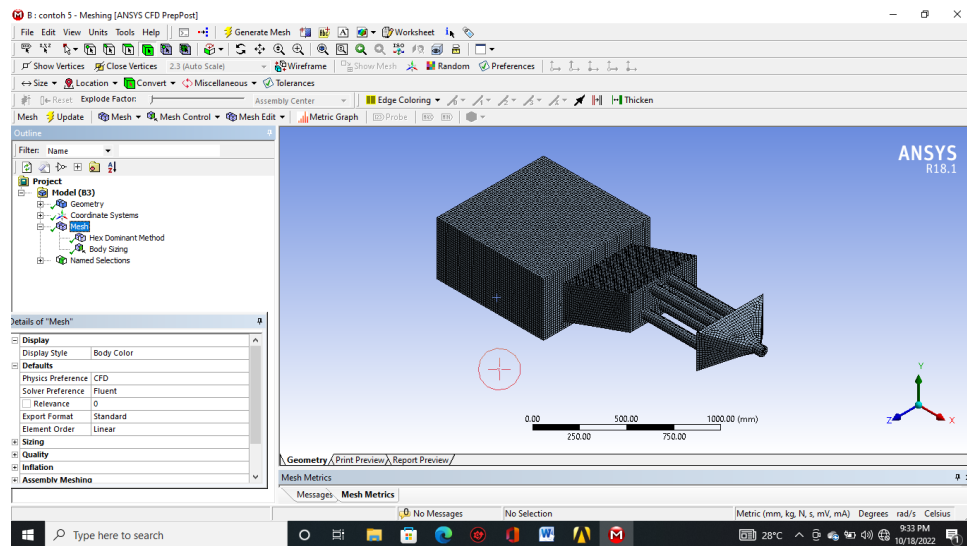 B : contoh 5 - Meshing [ANSYS CFD PrepPost]
File Edit View Units Tools Help Generate Mesh Worksheet
Show Vertices Close Vertices 2.3 (Auto Scale) Wireframe Show Mesh Random Preferences
Size Location Convert Miscellaneous Tolerances
Reset Explode Factor: Assembly Center Edge Coloring Thicken
Mesh Update Mesh Mesh Control Mesh Edit Metric Graph Probe
Outline
Filter: Name
Project
Model (B3)
Geometry
Coordinate Systems
Mesh
Hex Dominant Method
Body Sizing
Named Selections
Details of "Mesh"
Display
Display Style Body Color
Defaults
Physics Preference CFD
Solver Preference Fluent
Relevance 0
Export Format Standard
Element Order Linear
Sizing
Quality
Inflation
Assembly Meshing
ANSYS
R18.1
0.00 500.00 1000.00 (mm)
250.00 750.00
Y
Z X
Geometry Print Preview Report Preview
Mesh Metrics
Messages Mesh Metrics
No Messages No Selection Metric (mm, kg, N, s, mV, mA) Degrees rad/s Celsius
Type here to search 28°C 9:33 PM
10/18/2022